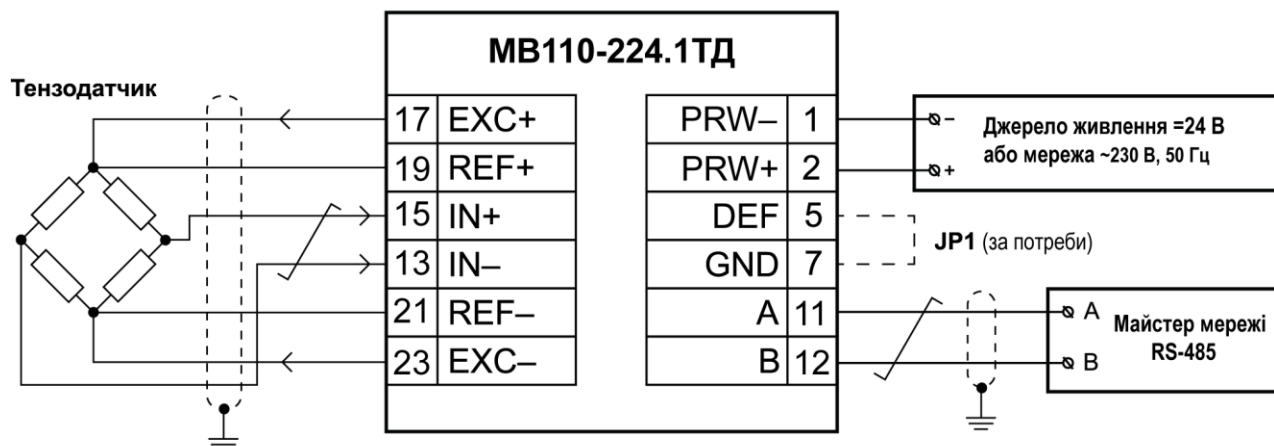 МВ110-224.1ТД
Тензодатчик
17 EXC+
19 REF+
15 IN+
13 IN–
21 REF–
23 EXC–
PRW– 1
PRW+ 2
DEF 5
GND 7
A 11
B 12
–
+
Джерело живлення =24 В
або мережа ~230 В, 50 Гц
JP1 (за потреби)
A
B
Майстер мережі
RS-485